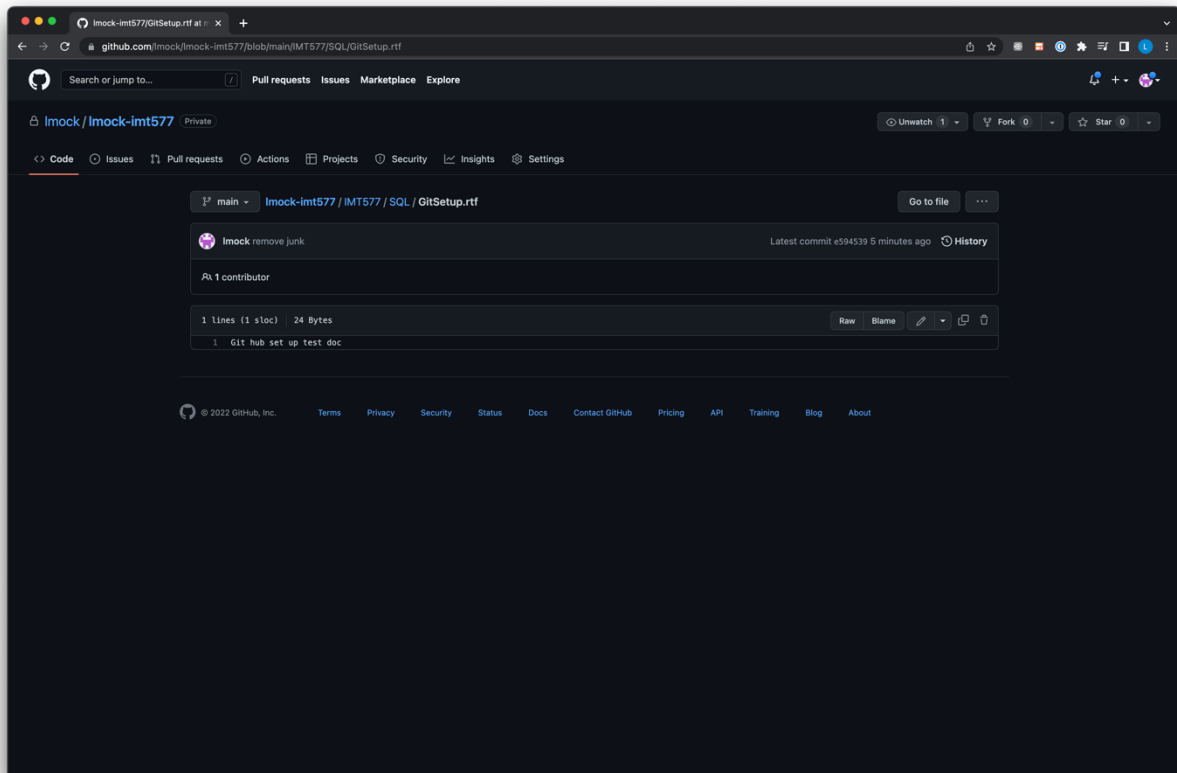 lmock-imt577/GitSetup.rtf at m
github.com/lmock/lmock-imt577/blob/main/IMT577/SQL/GitSetup.rtf
L
Search or jump to... / Pull requests Issues Marketplace Explore
lmock / lmock-imt577 Private Unwatch 1 Fork 0 Star 0
Code Issues Pull requests Actions Projects Security Insights Settings
main lmock-imt577 / IMT577 / SQL / GitSetup.rtf Go to file ...
lmock remove junk Latest commit e594539 5 minutes ago History
1 contributor
1 lines (1 sloc) 24 Bytes Raw Blame
1 Git hub set up test doc
© 2022 GitHub, Inc. Terms Privacy Security Status Docs Contact GitHub Pricing API Training Blog About